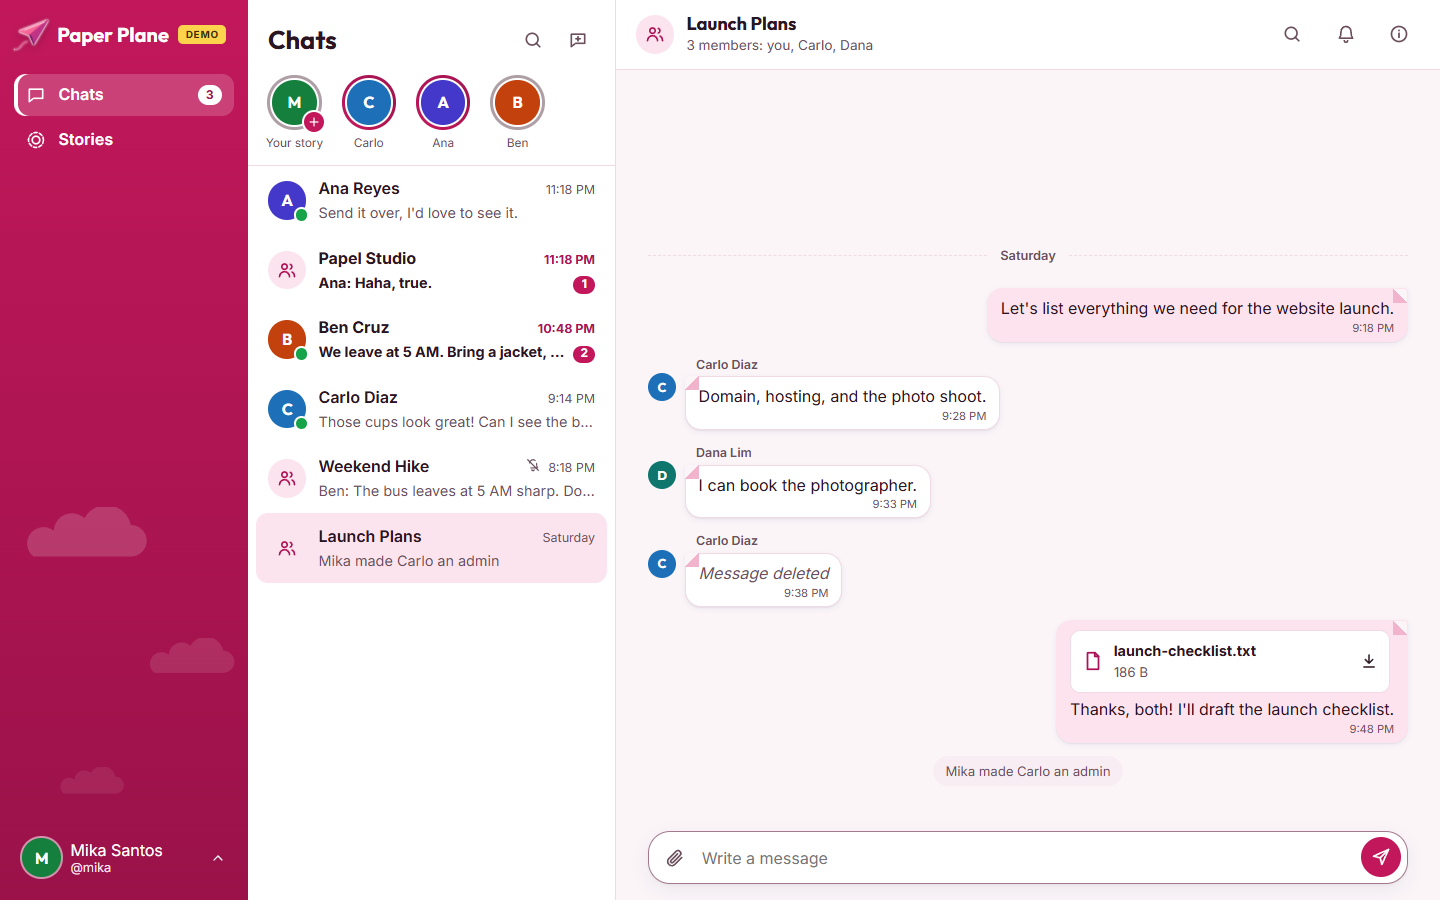 Paper Plane
DEMO
Chats
3
Stories
M
Mika Santos
@mika
Chats
M
C
A
B
Your story
Carlo
Ana
Ben
A
Ana Reyes
11:18 PM
Send it over, I'd love to see it.
Papel Studio
11:18 PM
Ana: Haha, true.
1
B
Ben Cruz
10:48 PM
We leave at 5 AM. Bring a jacket, ...
2
C
Carlo Diaz
9:14 PM
Those cups look great! Can I see the b...
Weekend Hike
8:18 PM
Ben: The bus leaves at 5 AM sharp. Do...
Launch Plans
Saturday
Mika made Carlo an admin
Launch Plans
3 members: you, Carlo, Dana
Saturday
Let's list everything we need for the website launch.
9:18 PM
Carlo Diaz
C
Domain, hosting, and the photo shoot.
9:28 PM
Dana Lim
D
I can book the photographer.
9:33 PM
Carlo Diaz
C
Message deleted
9:38 PM
launch-checklist.txt
186 B
Thanks, both! I'll draft the launch checklist.
9:48 PM
Mika made Carlo an admin
Write a message